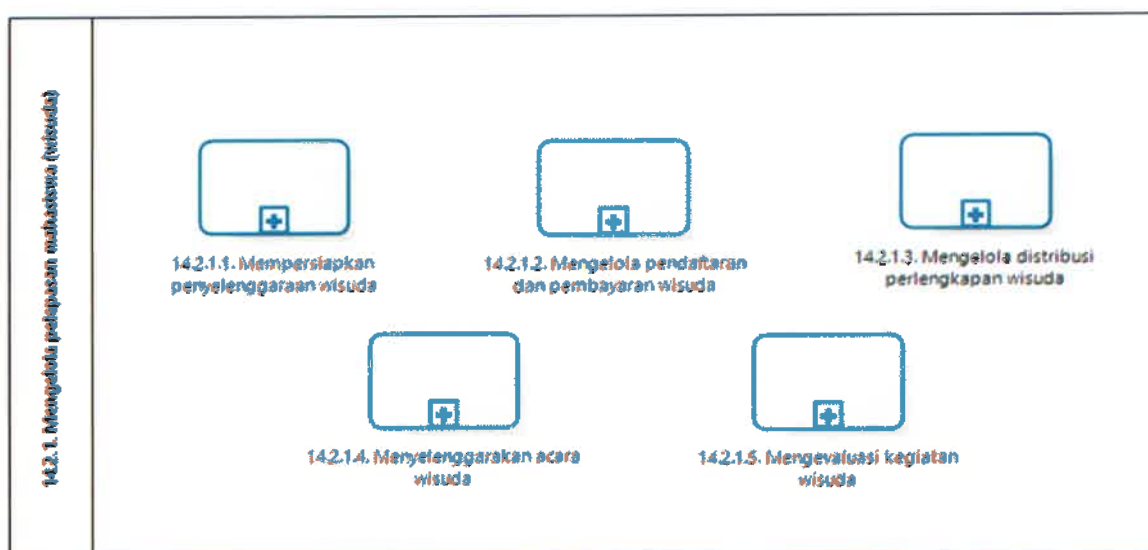 14.2.1. Mengelola pelapasan mahasiswa (wisuda)
14.2.1.1. Mempersiapkan
penyelenggaraan wisuda
14.2.1.2. Mengelola pendaftaran
dan pembayaran wisuda
14.2.1.3. Mengelola distribusi
perlengkapan wisuda
14.2.1.4. Menyelenggarakan acara
wisuda
14.2.1.5. Mengevaluasi kegiatan
wisuda